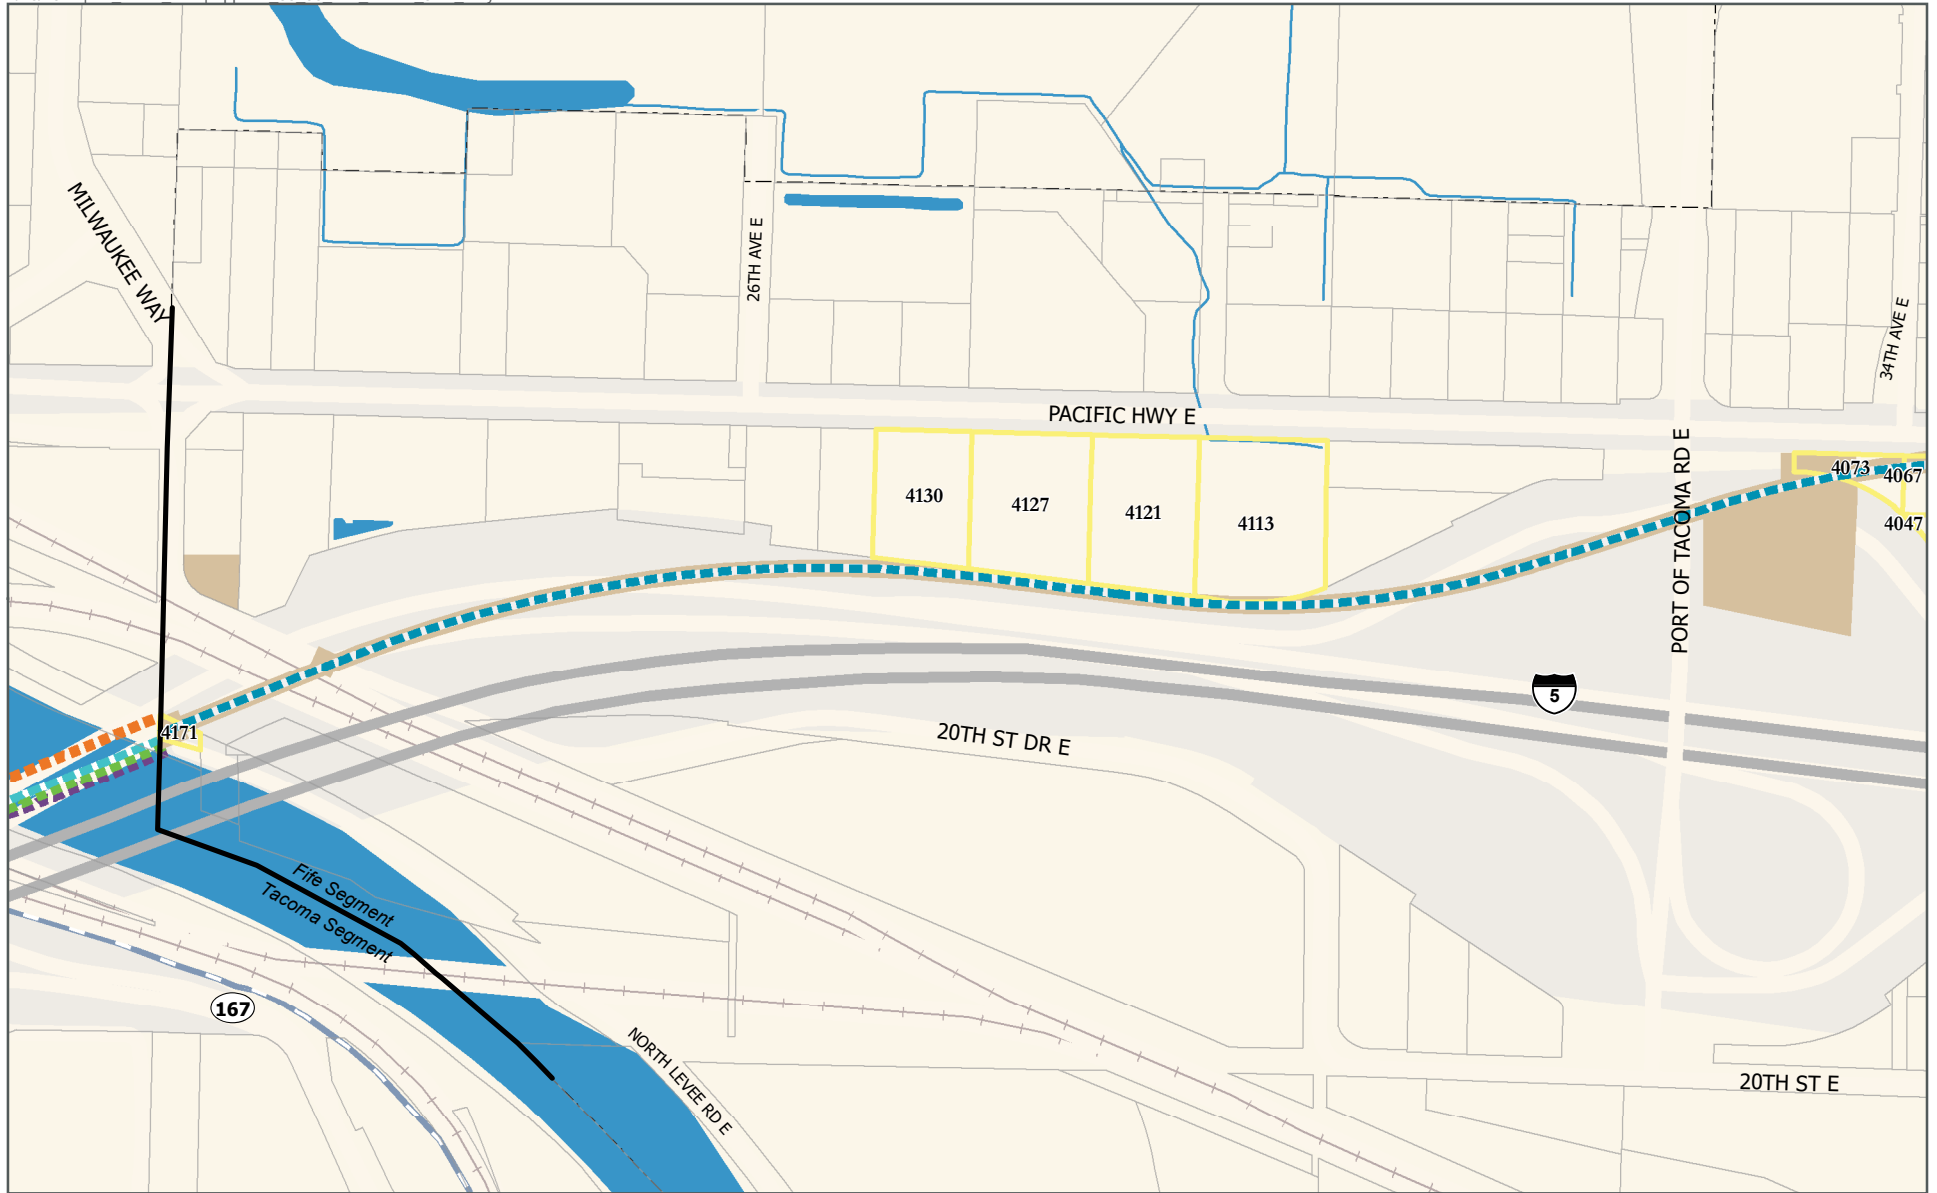 MILWAUKEE WAY
26TH AVE E
34TH AVE E
PACIFIC HWY E
PORT OF TACOMA RD E
4073
4067
4130
4127
4121
4113
4047
5
4171
20TH ST DR E
Fife Segment
Tacoma Segment
167
NORTH LEVEE RD E
20TH ST E